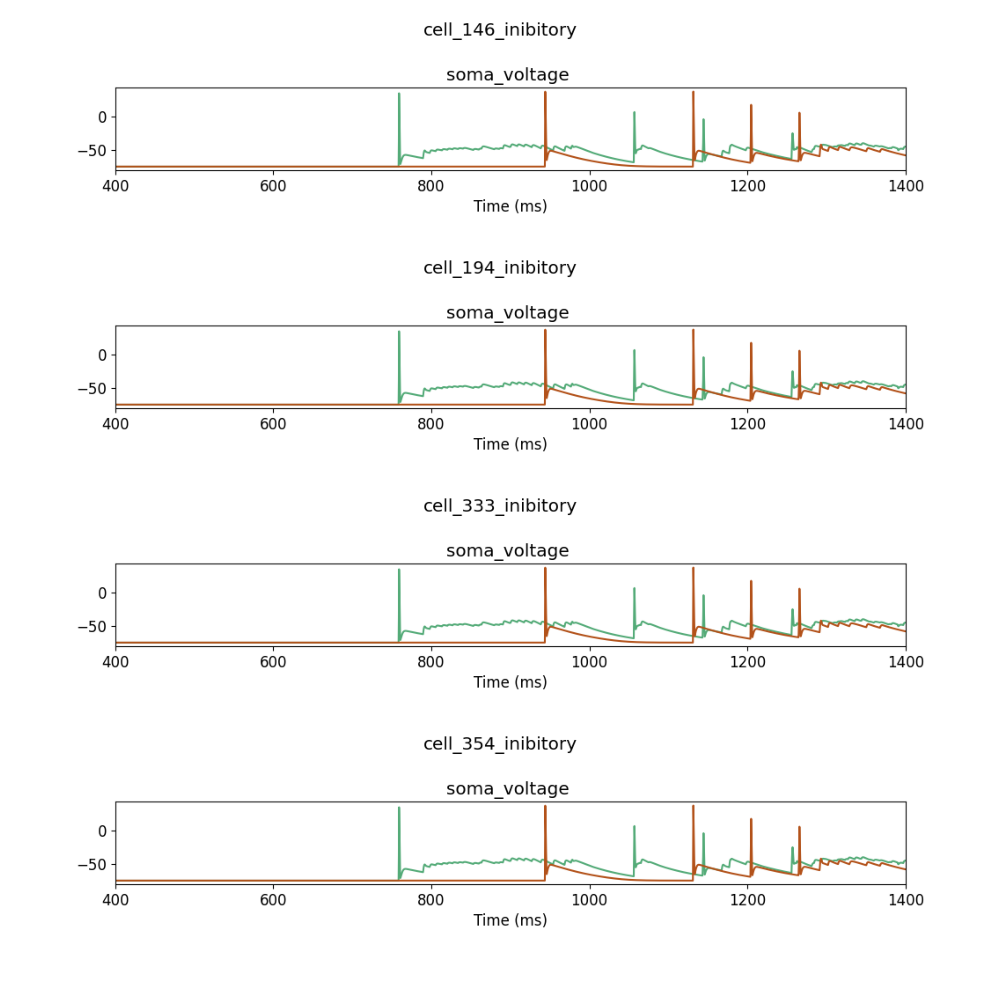 cell_146_inibitory
soma_voltage
0
−50
400 600 800 1000 1200 1400
Time (ms)
cell_194_inibitory
soma_voltage
0
−50
400 600 800 1000 1200 1400
Time (ms)
cell_333_inibitory
soma_voltage
0
−50
400 600 800 1000 1200 1400
Time (ms)
cell_354_inibitory
soma_voltage
0
−50
400 600 800 1000 1200 1400
Time (ms)